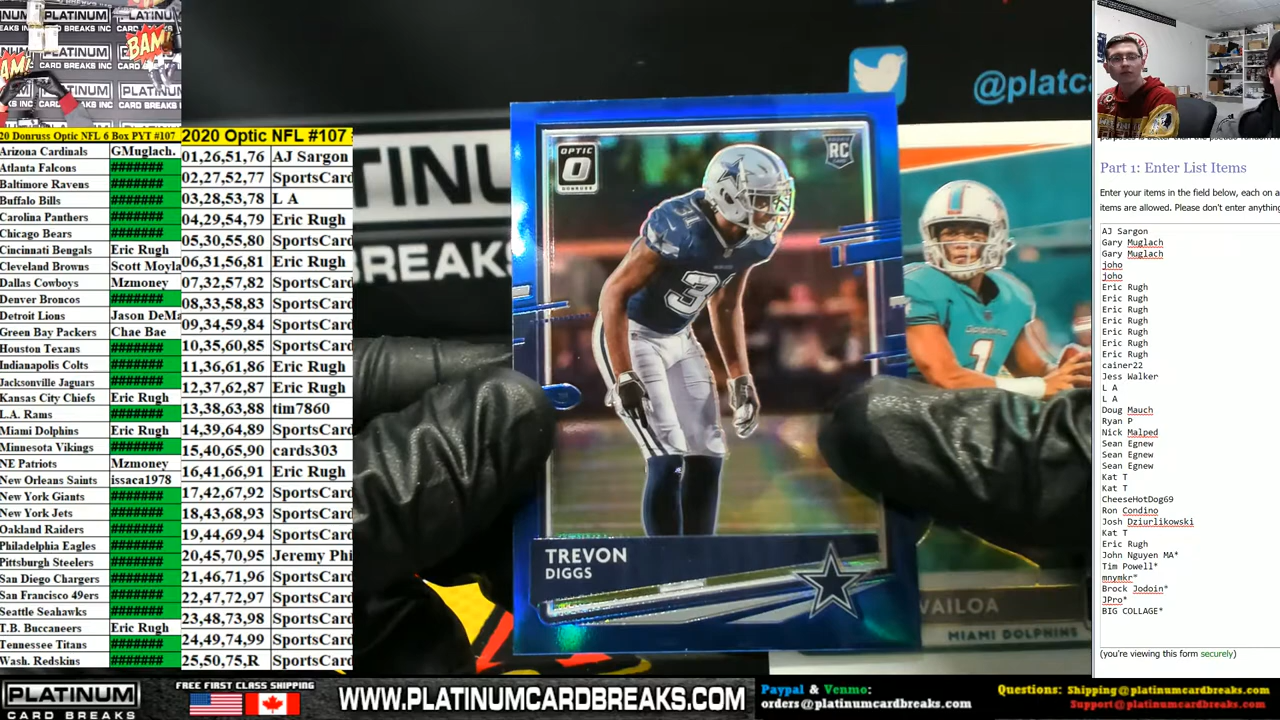 PLATINUM
CARD BREAKS INC
BAM!
20 Donruss Optic NFL 6 Box PYT #107
Arizona Cardinals GMuglach.
Atlanta Falcons #######
Baltimore Ravens #######
Buffalo Bills #######
Carolina Panthers #######
Chicago Bears #######
Cincinnati Bengals Eric Rugh
Cleveland Browns Scott Moyla
Dallas Cowboys Mzmoney
Denver Broncos #######
Detroit Lions Jason DeMa
Green Bay Packers Chae Bae
Houston Texans #######
Indianapolis Colts #######
Jacksonville Jaguars #######
Kansas City Chiefs Eric Rugh
L.A. Rams #######
Miami Dolphins Eric Rugh
Minnesota Vikings #######
NE Patriots Mzmoney
New Orleans Saints issaca1978
New York Giants #######
New York Jets #######
Oakland Raiders #######
Philadelphia Eagles #######
Pittsburgh Steelers #######
San Diego Chargers #######
San Francisco 49ers #######
Seattle Seahawks #######
T.B. Buccaneers Eric Rugh
Tennessee Titans #######
Wash. Redskins #######
2020 Optic NFL #107
01,26,51,76 AJ Sargon
02,27,52,77 SportsCard
03,28,53,78 L A
04,29,54,79 Eric Rugh
05,30,55,80 SportsCard
06,31,56,81 Eric Rugh
07,32,57,82 SportsCard
08,33,58,83 SportsCard
09,34,59,84 SportsCard
10,35,60,85 SportsCard
11,36,61,86 Eric Rugh
12,37,62,87 Eric Rugh
13,38,63,88 tim7860
14,39,64,89 SportsCard
15,40,65,90 cards303
16,41,66,91 Eric Rugh
17,42,67,92 SportsCard
18,43,68,93 SportsCard
19,44,69,94 SportsCard
20,45,70,95 Jeremy Phi
21,46,71,96 SportsCard
22,47,72,97 SportsCard
23,48,73,98 SportsCard
24,49,74,99 SportsCard
25,50,75,R SportsCard
@platca
BREAKS
OPTIC
DONRUSS
RC
31
TREVON
DIGGS
1
VAILOA
MIAMI DOLPHINS
Part 1: Enter List Items
Enter your items in the field below, each on a
items are allowed. Please don't enter anything
AJ Sargon
Gary Muglach
Gary Muglach
joho
joho
Eric Rugh
Eric Rugh
Eric Rugh
Eric Rugh
Eric Rugh
Eric Rugh
Eric Rugh
cainer22
Jess Walker
L A
L A
Doug Mauch
Ryan P
Nick Malped
Sean Egnew
Sean Egnew
Sean Egnew
Kat T
Kat T
CheeseHotDog69
Ron Condino
Josh Dziurlikowski
Kat T
Eric Rugh
John Nguyen MA*
Tim Powell*
mnymkr*
Brock Jodoin*
JPro*
BIG COLLAGE*
(you're viewing this form securely)
PLATINUM
CARD BREAKS
FREE FIRST CLASS SHIPPING
WWW.PLATINUMCARDBREAKS.COM
Paypal & Venmo:
orders@platinumcardbreaks.com
Questions: Shipping@platinumcardbreaks.com
Support@platinumcardbreaks.com